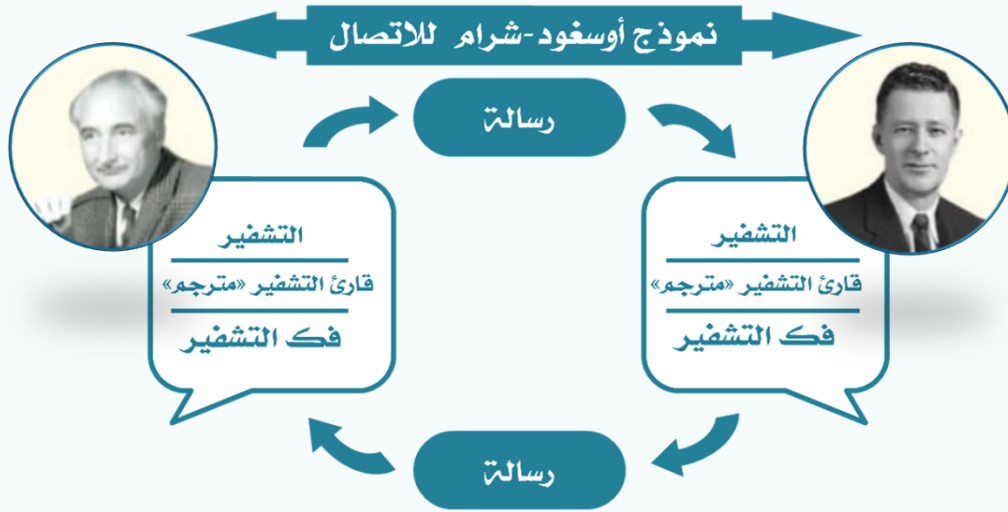 نموذج أوسغود-شرام للاتصال
رسالة
التشفير
قارئ التشفير «مترجم»
فك التشفير
التشفير
قارئ التشفير «مترجم»
فك التشفير
رسالة